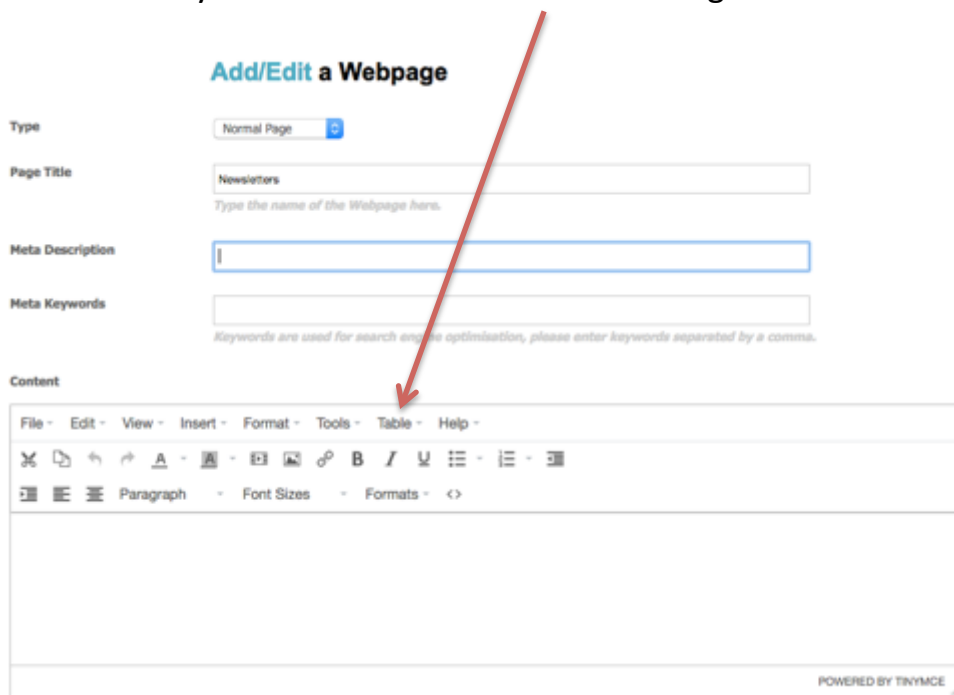 Add/Edit a Webpage
Type
Normal Page
Page Title
Newsletters
Type the name of the Webpage here.
Meta Description
Meta Keywords
Keywords are used for search engine optimisation, please enter keywords separated by a comma.
Content
File Edit View Insert Format Tools Table Help
A A B I U
Paragraph Font Sizes Formats <>
POWERED BY TINYMCE